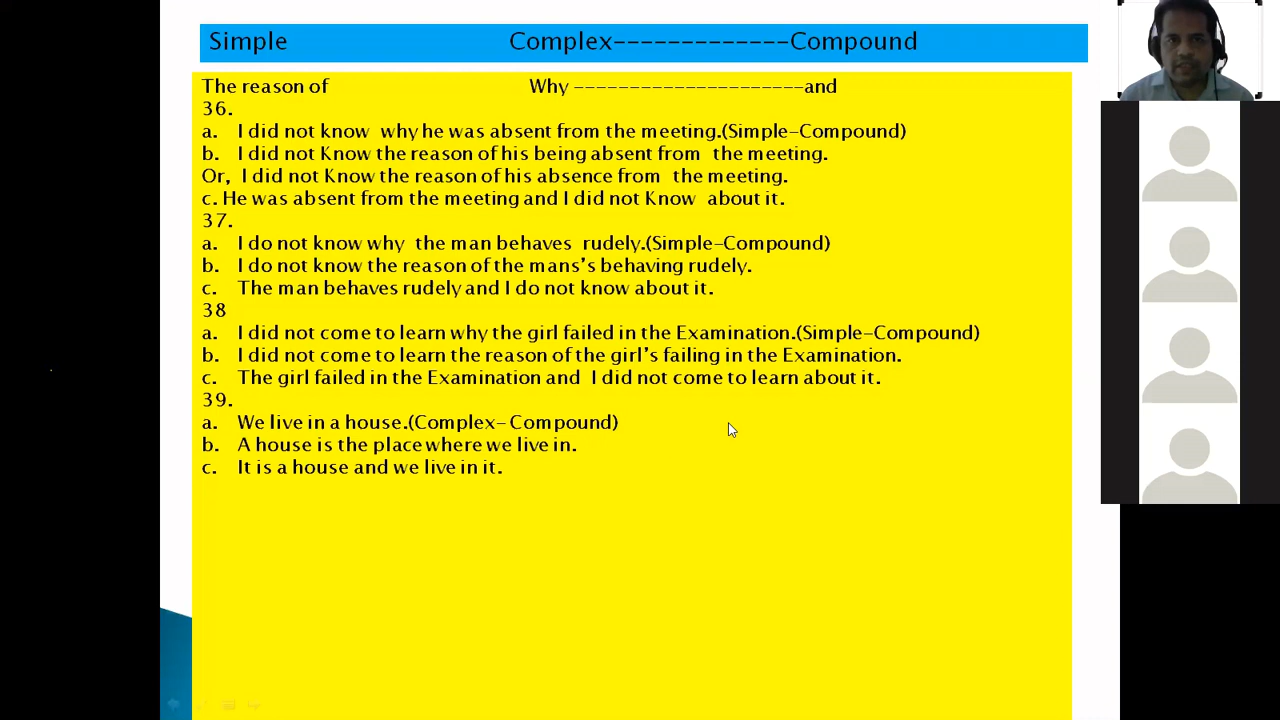 Simple Complex-------------Compound
The reason of Why ---------------------and
36.
a. I did not know why he was absent from the meeting.(Simple-Compound)
b. I did not Know the reason of his being absent from the meeting.
Or, I did not Know the reason of his absence from the meeting.
c. He was absent from the meeting and I did not Know about it.
37.
a. I do not know why the man behaves rudely.(Simple-Compound)
b. I do not know the reason of the mans's behaving rudely.
c. The man behaves rudely and I do not know about it.
38
a. I did not come to learn why the girl failed in the Examination.(Simple-Compound)
b. I did not come to learn the reason of the girl's failing in the Examination.
c. The girl failed in the Examination and I did not come to learn about it.
39.
a. We live in a house.(Complex- Compound)
b. A house is the place where we live in.
c. It is a house and we live in it.